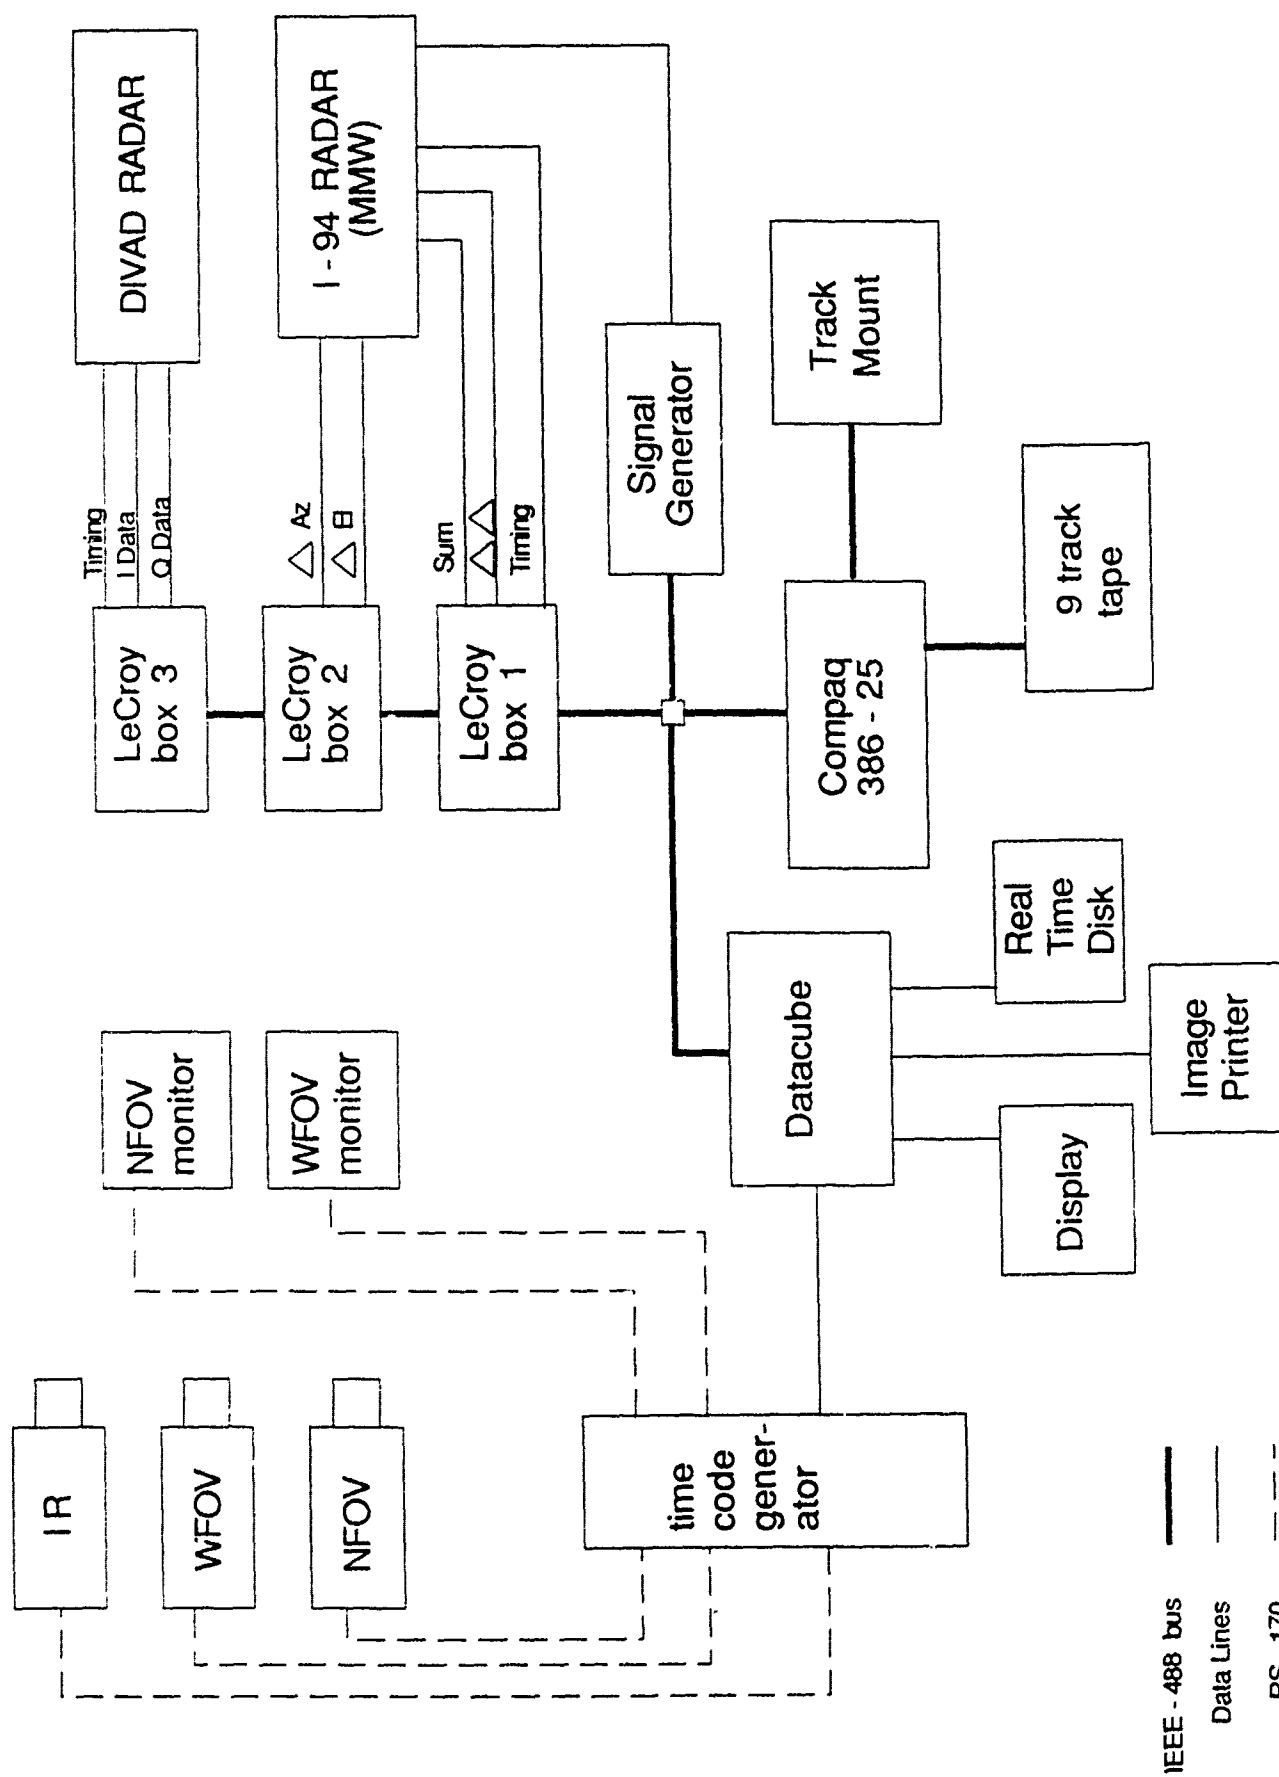 IR
WFOV
NFOV
NFOV
monitor
WFOV
monitor
time
code
gener-
ator
Datacube
Display
Image
Printer
Real
Time
Disk
LeCroy
box 3
LeCroy
box 2
LeCroy
box 1
Timing
I Data
Q Data
△ Az
△ El
Sum
△△
Timing
DIVAD RADAR
I - 94 RADAR
(MMW)
Signal
Generator
Compaq
386 - 25
Track
Mount
9 track
tape
IEEE - 488 bus
Data Lines
RS - 170